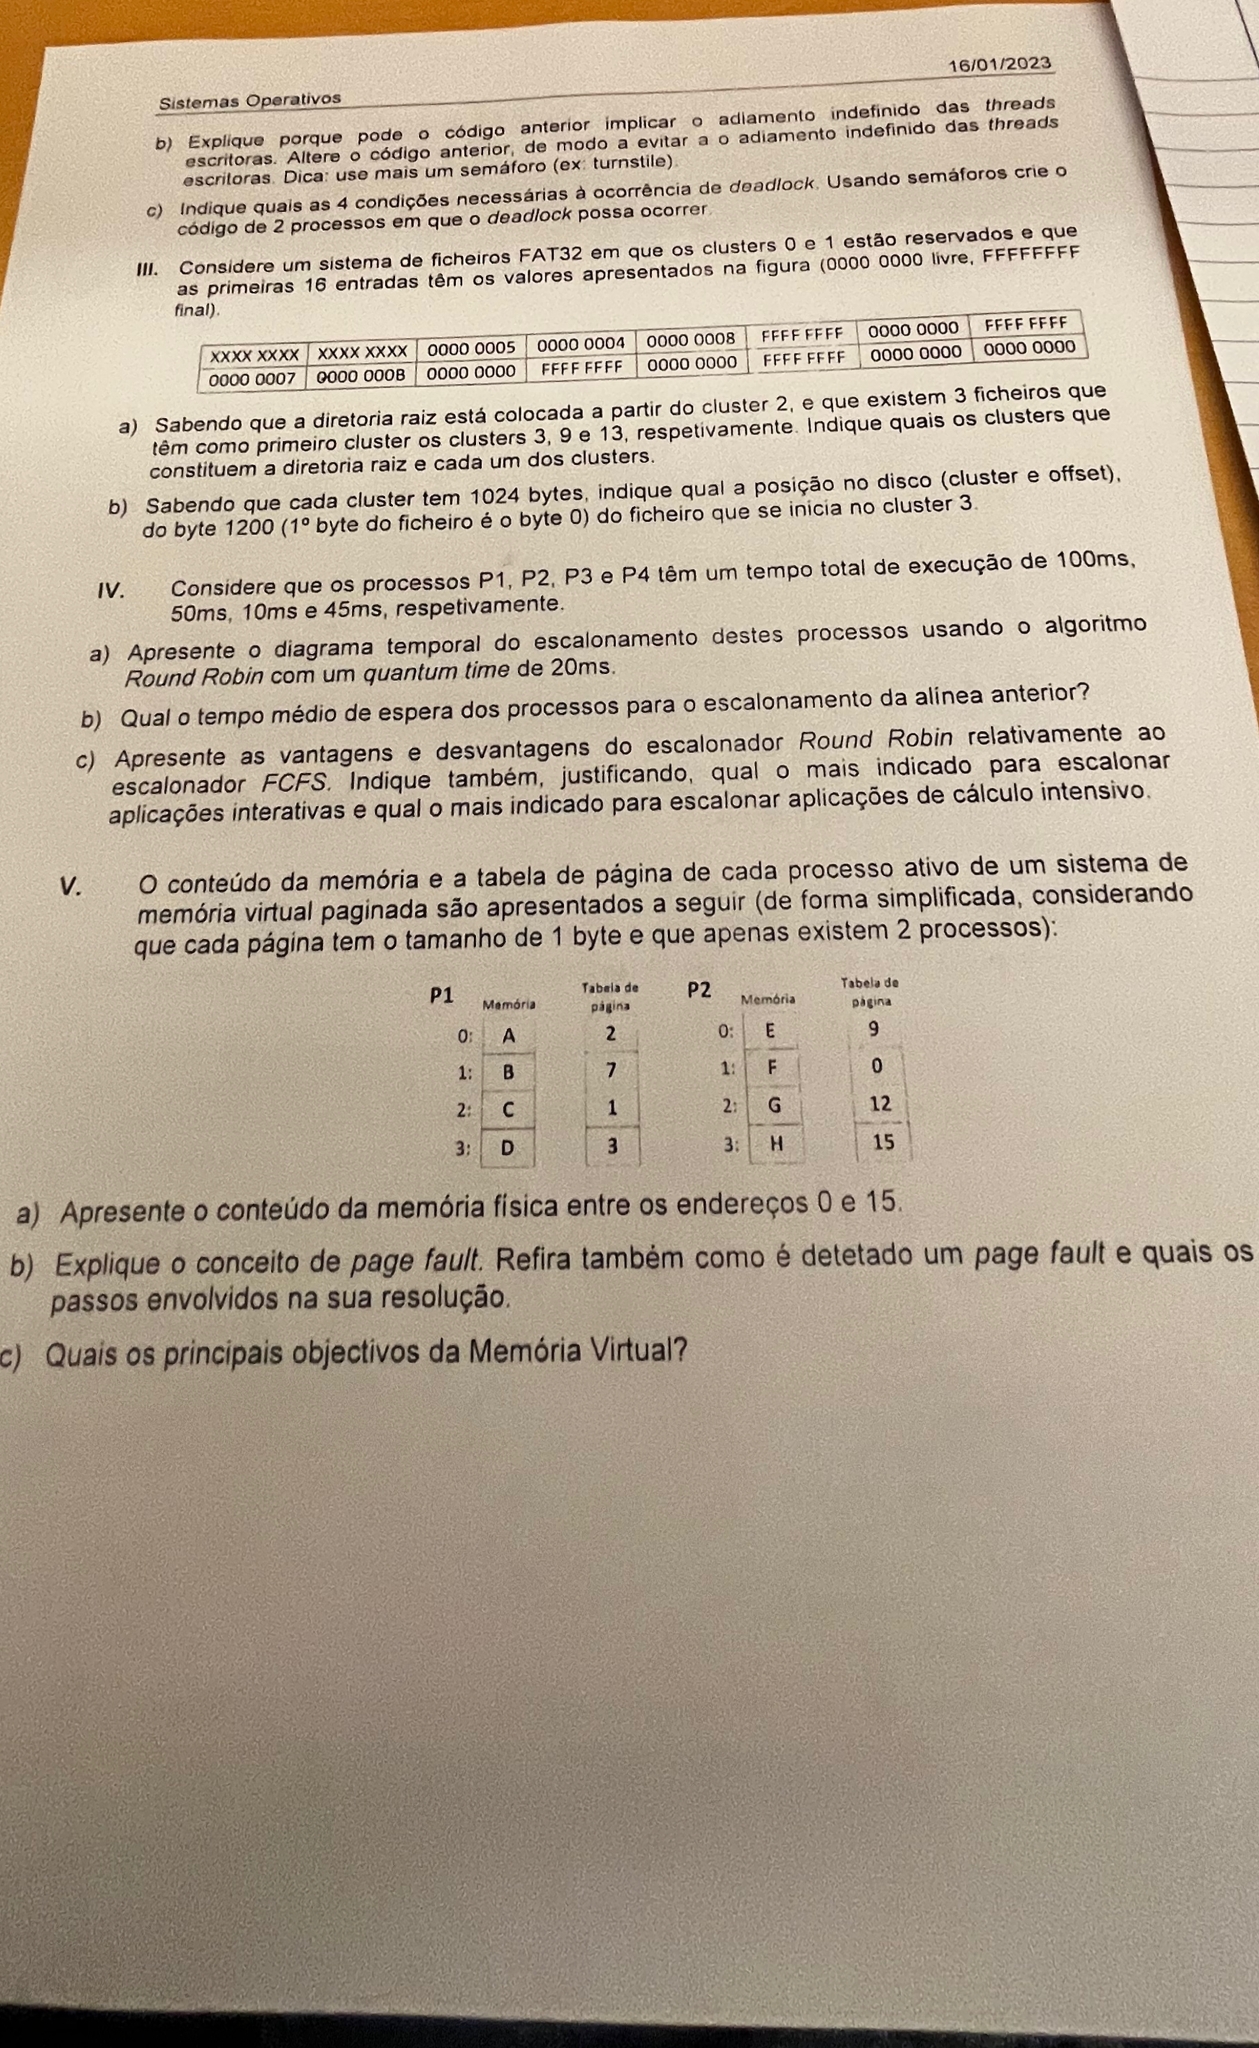 16/01/2023
Sistemas Operativos
b) Explique porque pode o código anterior implicar o adiamento indefinido das threads
escritoras. Altere o código anterior, de modo a evitar a o adiamento indefinido das threads
escritoras. Dica: use mais um semáforo (ex: turnstile).
c) Indique quais as 4 condições necessárias à ocorrência de deadlock. Usando semáforos crie o
código de 2 processos em que o deadlock possa ocorrer.
III. Considere um sistema de ficheiros FAT32 em que os clusters 0 e 1 estão reservados e que
as primeiras 16 entradas têm os valores apresentados na figura (0000 0000 livre, FFFFFFFF
final).
XXXX XXXX XXXX XXXX 0000 0005 0000 0004 0000 0008 FFFF FFFF 0000 0000 FFFF FFFF
0000 0007 0000 000B 0000 0000 FFFF FFFF 0000 0000 FFFF FFFF 0000 0000 0000 0000
a) Sabendo que a diretoria raiz está colocada a partir do cluster 2, e que existem 3 ficheiros que
têm como primeiro cluster os clusters 3, 9 e 13, respetivamente. Indique quais os clusters que
constituem a diretoria raiz e cada um dos clusters.
b) Sabendo que cada cluster tem 1024 bytes, indique qual a posição no disco (cluster e offset),
do byte 1200 (1º byte do ficheiro é o byte 0) do ficheiro que se inicia no cluster 3.
IV. Considere que os processos P1, P2, P3 e P4 têm um tempo total de execução de 100ms,
50ms, 10ms e 45ms, respetivamente.
a) Apresente o diagrama temporal do escalonamento destes processos usando o algoritmo
Round Robin com um quantum time de 20ms.
b) Qual o tempo médio de espera dos processos para o escalonamento da alínea anterior?
c) Apresente as vantagens e desvantagens do escalonador Round Robin relativamente ao
escalonador FCFS. Indique também, justificando, qual o mais indicado para escalonar
aplicações interativas e qual o mais indicado para escalonar aplicações de cálculo intensivo.
V. O conteúdo da memória e a tabela de página de cada processo ativo de um sistema de
memória virtual paginada são apresentados a seguir (de forma simplificada, considerando
que cada página tem o tamanho de 1 byte e que apenas existem 2 processos):
P1 Memória Tabela de página P2 Memória Tabela de página
0: A 2 0: E 9
1: B 7 1: F 0
2: C 1 2: G 12
3: D 3 3: H 15
a) Apresente o conteúdo da memória física entre os endereços 0 e 15.
b) Explique o conceito de page fault. Refira também como é detetado um page fault e quais os
passos envolvidos na sua resolução.
c) Quais os principais objectivos da Memória Virtual?